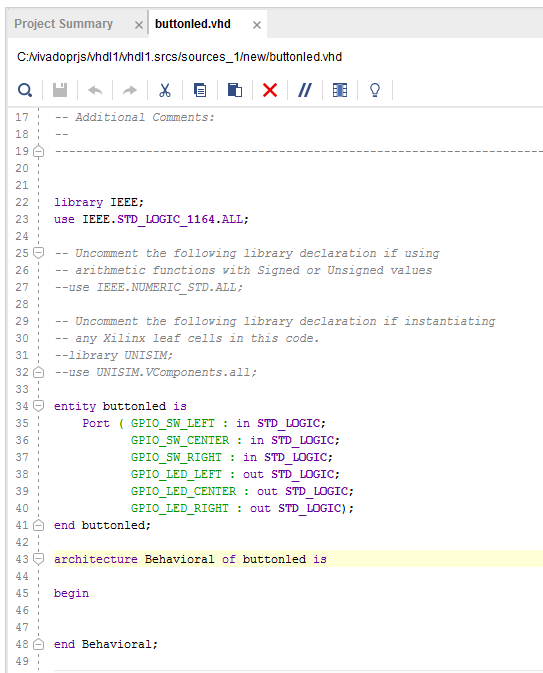 Project Summary × buttonled.vhd ×
C:/vivadoprjs/vhdl1/vhdl1.srcs/sources_1/new/buttonled.vhd
17 -- Additional Comments:
18 --
19 ----------------------------------------------------------------------------------
20
21
22 library IEEE;
23 use IEEE.STD_LOGIC_1164.ALL;
24
25 -- Uncomment the following library declaration if using
26 -- arithmetic functions with Signed or Unsigned values
27 --use IEEE.NUMERIC_STD.ALL;
28
29 -- Uncomment the following library declaration if instantiating
30 -- any Xilinx leaf cells in this code.
31 --library UNISIM;
32 --use UNISIM.VComponents.all;
33
34 entity buttonled is
35 Port ( GPIO_SW_LEFT : in STD_LOGIC;
36 GPIO_SW_CENTER : in STD_LOGIC;
37 GPIO_SW_RIGHT : in STD_LOGIC;
38 GPIO_LED_LEFT : out STD_LOGIC;
39 GPIO_LED_CENTER : out STD_LOGIC;
40 GPIO_LED_RIGHT : out STD_LOGIC);
41 end buttonled;
42
43 architecture Behavioral of buttonled is
44
45 begin
46
47
48 end Behavioral;
49